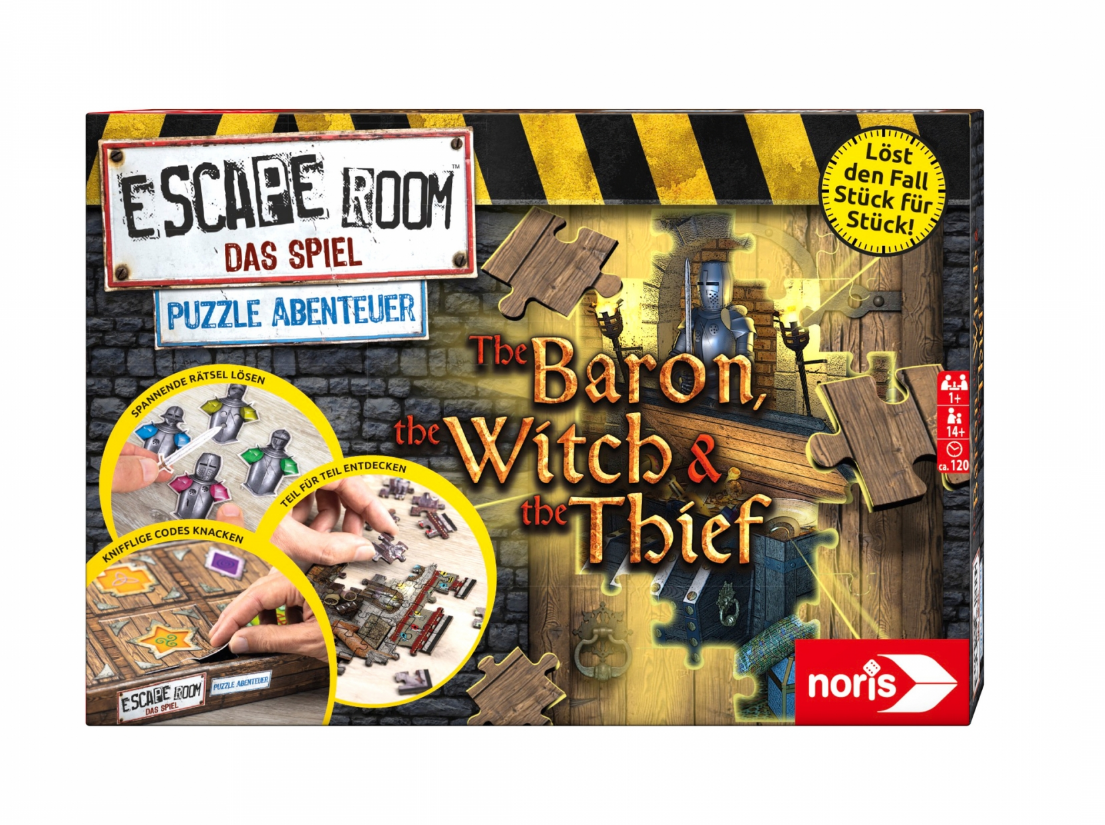 ESCAPE ROOM™
DAS SPIEL
PUZZLE ABENTEUER
Löst
den Fall
Stück für
Stück!
The Baron,
the Witch &
the Thief
SPANNENDE RÄTSEL LÖSEN
TEIL FÜR TEIL ENTDECKEN
KNIFFLIGE CODES KNACKEN
1+
14+
ca. 120
ESCAPE ROOM
DAS SPIEL
PUZZLE ABENTEUER
noris